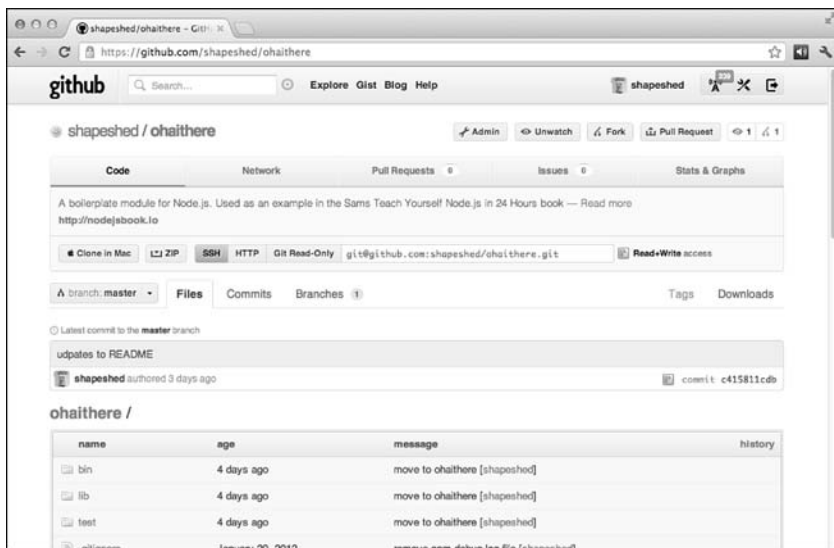 shapeshed/ohaithere – GitH
https://github.com/shapeshed/ohaithere
github Search... Explore Gist Blog Help shapeshed
shapeshed / ohaithere Admin Unwatch Fork Pull Request 1 1
Code Network Pull Requests 0 Issues 0 Stats & Graphs
A boilerplate module for Node.js. Used as an example in the Sams Teach Yourself Node.js in 24 Hours book — Read more
http://nodejsbook.io
Clone in Mac ZIP SSH HTTP Git Read-Only git@github.com:shapeshed/ohaithere.git Read+Write access
branch: master Files Commits Branches 1 Tags Downloads
Latest commit to the master branch
udpates to README
shapeshed authored 3 days ago commit c415811cdb
ohaithere /
name age message history
bin 4 days ago move to ohaithere [shapeshed]
lib 4 days ago move to ohaithere [shapeshed]
test 4 days ago move to ohaithere [shapeshed]